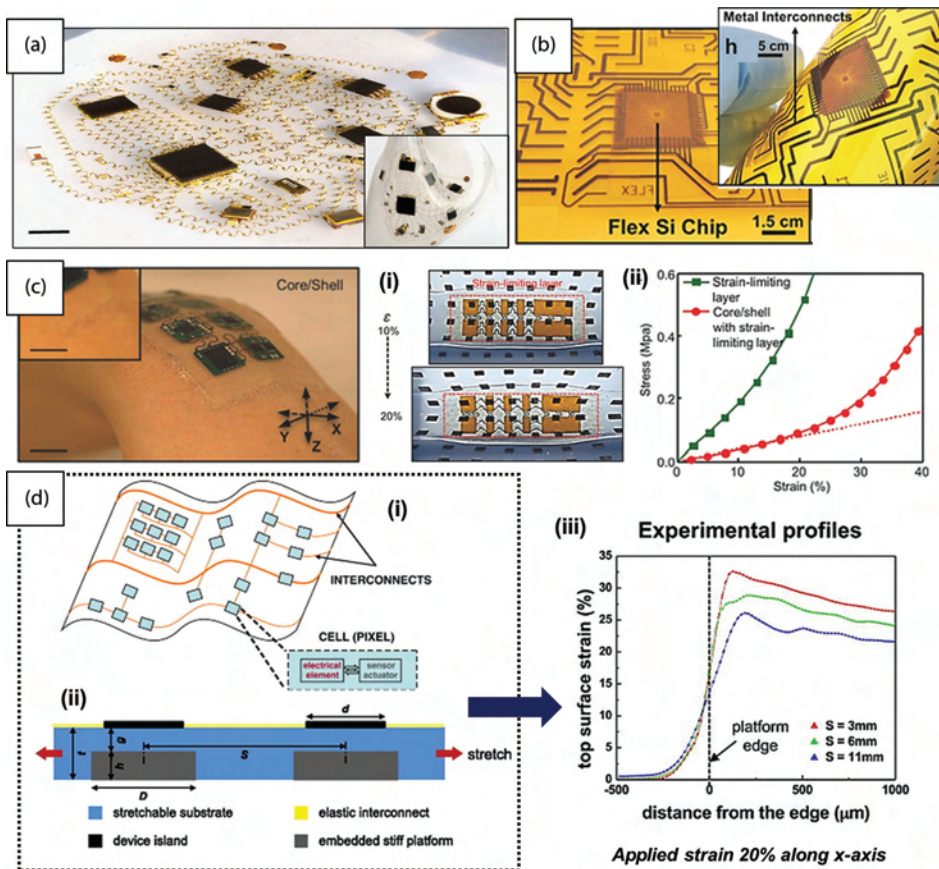 (a)
(b)
Flex Si Chip
1.5 cm
FLEX
Metal Interconnects
h
5 cm
(c)
Core/Shell
Y
Z
X
(i)
ε
10%
20%
Strain-limiting layer
(ii)
Strain-limiting
layer
Core/shell
with strain-
limiting layer
Stress (Mpa)
0.6
0.4
0.2
0.0
0
10
20
30
40
Strain (%)
(d)
(i)
INTERCONNECTS
CELL (PIXEL)
electrical
element
sensor
actuator
(ii)
d
t
g
h
S
D
stretch
stretchable substrate
elastic interconnect
device island
embedded stiff platform
(iii)
Experimental profiles
top surface strain (%)
35
30
25
20
15
10
5
0
platform
edge
S = 3mm
S = 6mm
S = 11mm
-500
0
500
1000
distance from the edge (μm)
Applied strain 20% along x-axis